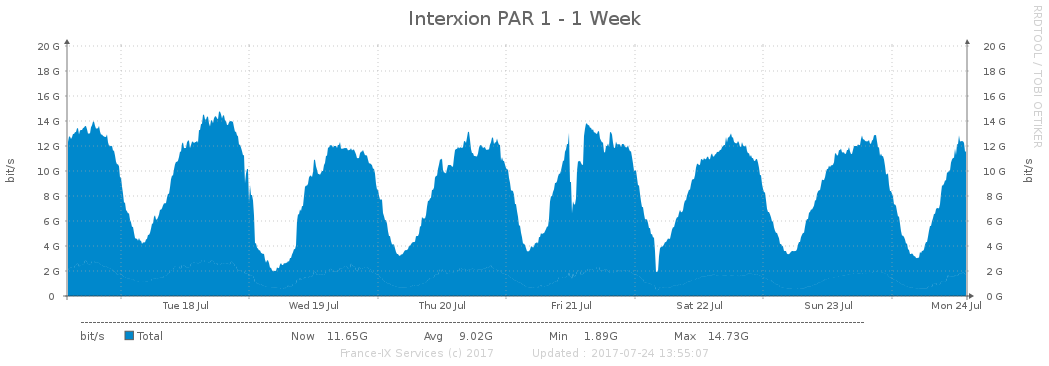 Interxion PAR 1 - 1 Week
RRDTOOL / TOBI OETIKER
bit/s
20 G 20 G
18 G 18 G
16 G 16 G
14 G 14 G
12 G 12 G
10 G 10 G
8 G 8 G
6 G 6 G
4 G 4 G
2 G 2 G
0 0 G
bit/s
Tue 18 Jul Wed 19 Jul Thu 20 Jul Fri 21 Jul Sat 22 Jul Sun 23 Jul Mon 24 Jul
bit/s Total Now 11.65G Avg 9.02G Min 1.89G Max 14.73G
France-IX Services (c) 2017 Updated : 2017-07-24 13:55:07